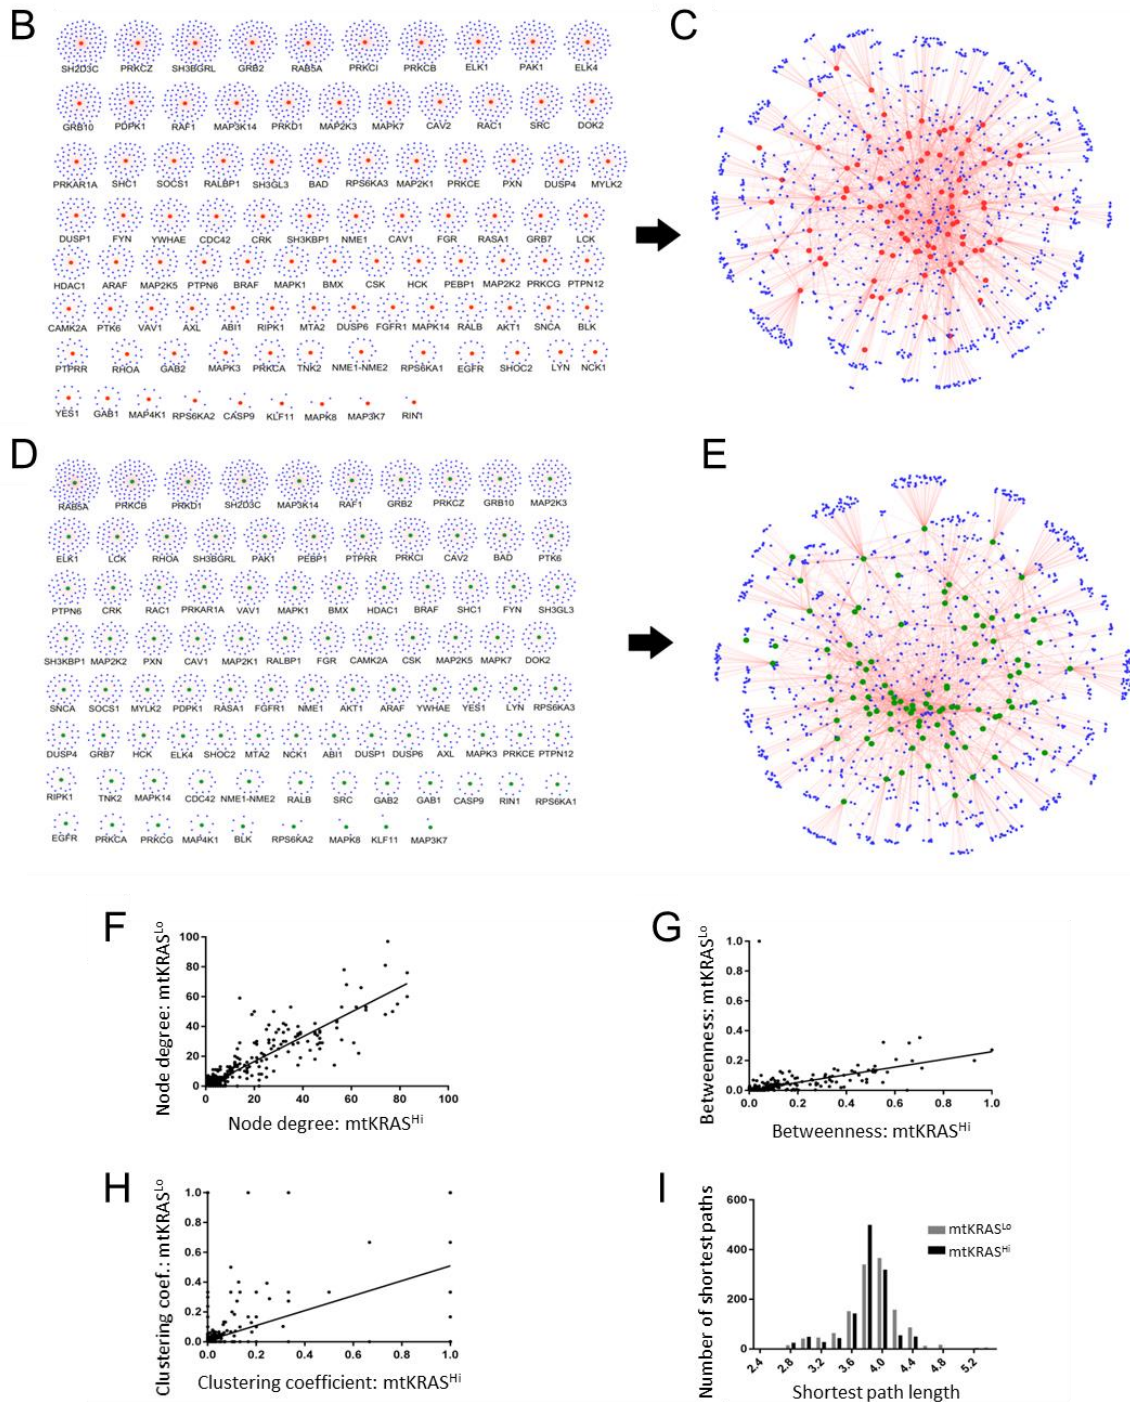 B
SH2D3C PRKCZ SH3BGRL GRB2 RAB5A PRKCI PRKCB ELK1 PAK1 ELK4
GRB10 PDPK1 RAF1 MAP3K14 PRKD1 MAP2K3 MAPK7 CAV2 RAC1 SRC DOK2
PRKAR1A SHC1 SOCS1 RALBP1 SH3GL3 BAD RPS6KA3 MAP2K1 PRKCE PXN DUSP4 MYLK2
DUSP1 FYN YWHAE CDC42 CRK SH3KBP1 NME1 CAV1 FGR RASA1 GRB7 LCK
HDAC1 ARAF MAP2K5 PTPN6 BRAF MAPK1 BMX CSK HCK PEBP1 MAP2K2 PRKCG PTPN12
CAMK2A PTK6 VAV1 AXL ABI1 RIPK1 MTA2 DUSP6 FGFR1 MAPK14 RALB AKT1 SNCA BLK
PTPRR RHOA GAB2 MAPK3 PRKCA TNK2 NME1-NME2 RPS6KA1 EGFR SHOC2 LYN NCK1
YES1 GAB1 MAP4K1 RPS6KA2 CASP9 KLF11 MAPK8 MAP3K7 RIN1
C
D
RAB5A PRKCB PRKD1 SH2D3C MAP3K14 RAF1 GRB2 PRKCZ GRB10 MAP2K3
ELK1 LCK RHOA SH3BGRL PAK1 PEBP1 PTPRR PRKCI CAV2 BAD PTK6
PTPN6 CRK RAC1 PRKAR1A VAV1 MAPK1 BMX HDAC1 BRAF SHC1 FYN SH3GL3
SH3KBP1 MAP2K2 PXN CAV1 MAP2K1 RALBP1 FGR CAMK2A CSK MAP2K5 MAPK7 DOK2
SNCA SOCS1 MYLK2 PDPK1 RASA1 FGFR1 NME1 AKT1 ARAF YWHAE YES1 LYN RPS6KA3
DUSP4 GRB7 HCK ELK4 SHOC2 MTA2 NCK1 ABI1 DUSP1 DUSP6 AXL MAPK3 PRKCE PTPN12
RIPK1 TNK2 MAPK14 CDC42 NME1-NME2 RALB SRC GAB2 GAB1 CASP9 RIN1 RPS6KA1
EGFR PRKCA PRKCG MAP4K1 BLK RPS6KA2 MAPK8 KLF11 MAP3K7
E
F
Node degree: mtKRAS^Lo
100
80
60
40
20
0
0 20 40 60 80 100
Node degree: mtKRAS^Hi
G
Betweenness: mtKRAS^Lo
1.0
0.8
0.6
0.4
0.2
0.0
0.0 0.2 0.4 0.6 0.8 1.0
Betweenness: mtKRAS^Hi
H
Clustering coef.: mtKRAS^Lo
1.0
0.8
0.6
0.4
0.2
0.0
0.0 0.2 0.4 0.6 0.8 1.0
Clustering coefficient: mtKRAS^Hi
I
Number of shortest paths
600
400
200
0
mtKRAS^Lo
mtKRAS^Hi
2.4 2.8 3.2 3.6 4.0 4.4 4.8 5.2
Shortest path length